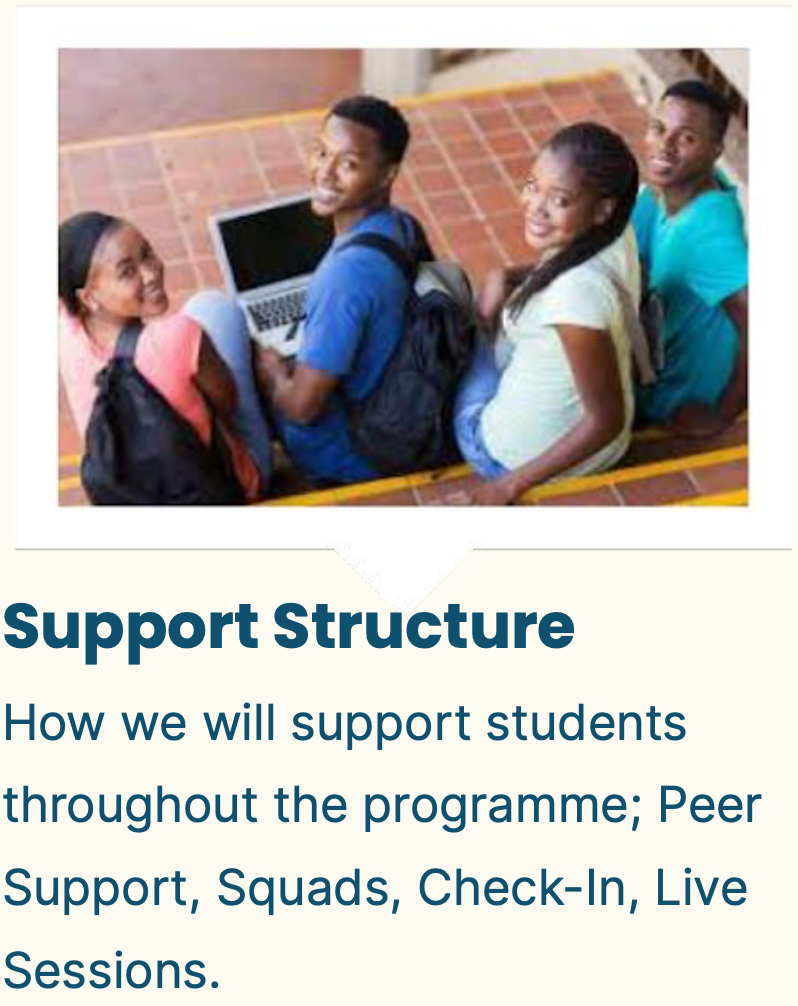 Support Structure
How we will support students
throughout the programme; Peer
Support, Squads, Check-In, Live
Sessions.